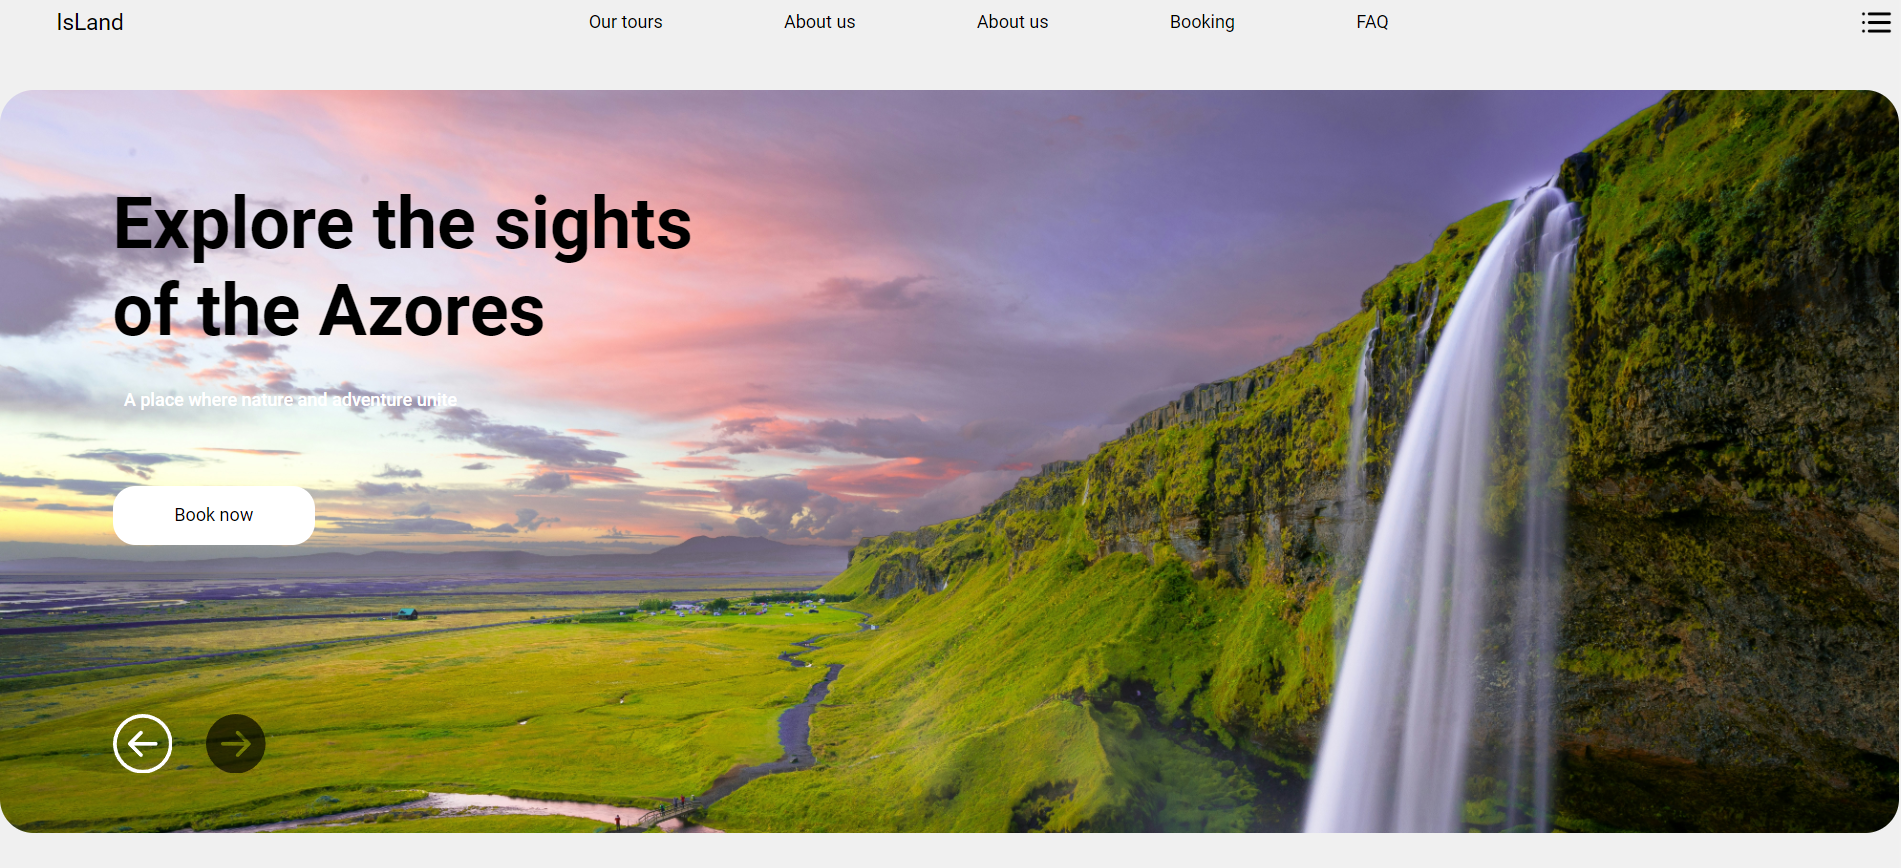 IsLand
Our tours
About us
About us
Booking
FAQ
Explore the sights
of the Azores
A place where nature and adventure unite
Book now